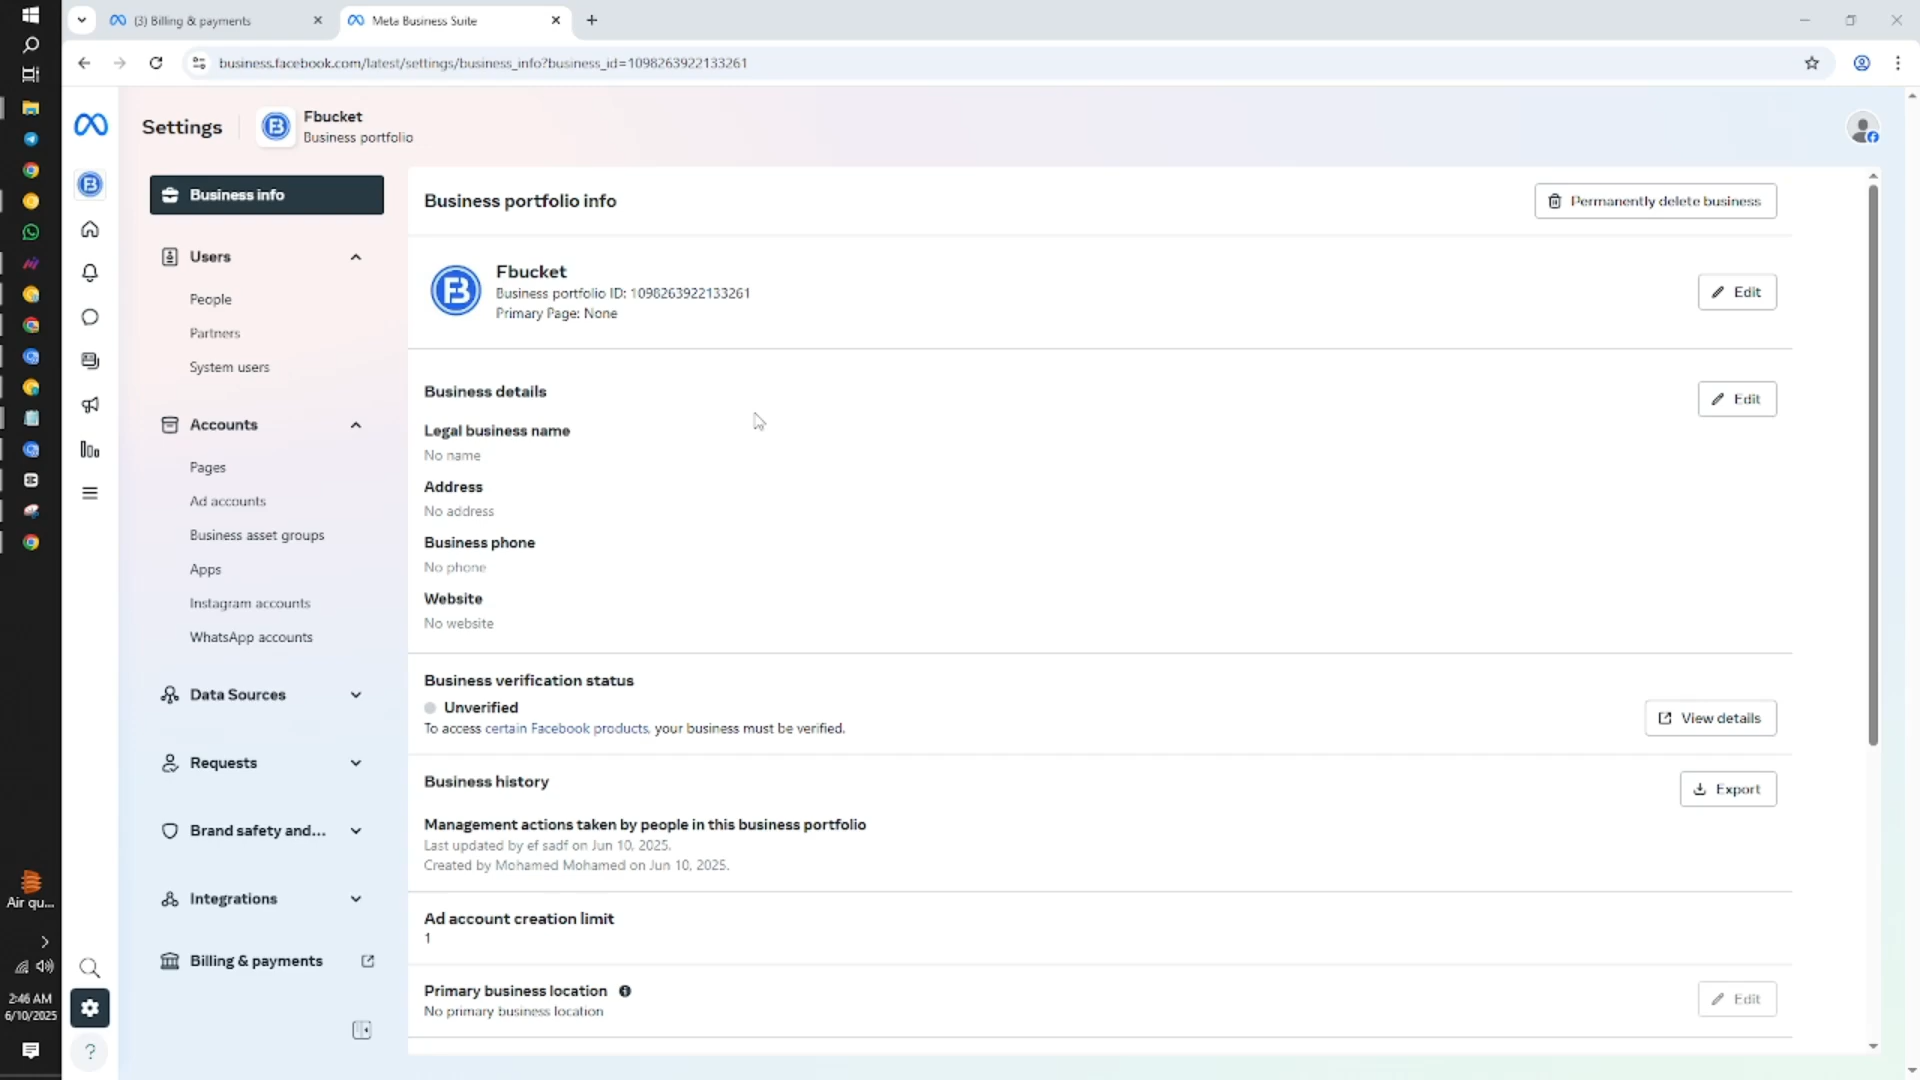 (3) Billing & payments
Meta Business Suite
business.facebook.com/latest/settings/business_info?business_id=1098263922133261
Settings
Fbucket
Business portfolio
Business info
Users
People
Partners
System users
Accounts
Pages
Ad accounts
Business asset groups
Apps
Instagram accounts
WhatsApp accounts
Data Sources
Requests
Brand safety and...
Integrations
Billing & payments
Business portfolio info
Permanently delete business
Fbucket
Business portfolio ID: 1098263922133261
Primary Page: None
Edit
Business details
Edit
Legal business name
No name
Address
No address
Business phone
No phone
Website
No website
Business verification status
Unverified
To access certain Facebook products, your business must be verified.
View details
Business history
Export
Management actions taken by people in this business portfolio
Last updated by ef sadf on Jun 10, 2025.
Created by Mohamed Mohamed on Jun 10, 2025.
Ad account creation limit
1
Primary business location
No primary business location
Edit
Air qu...
2:46 AM
6/10/2025